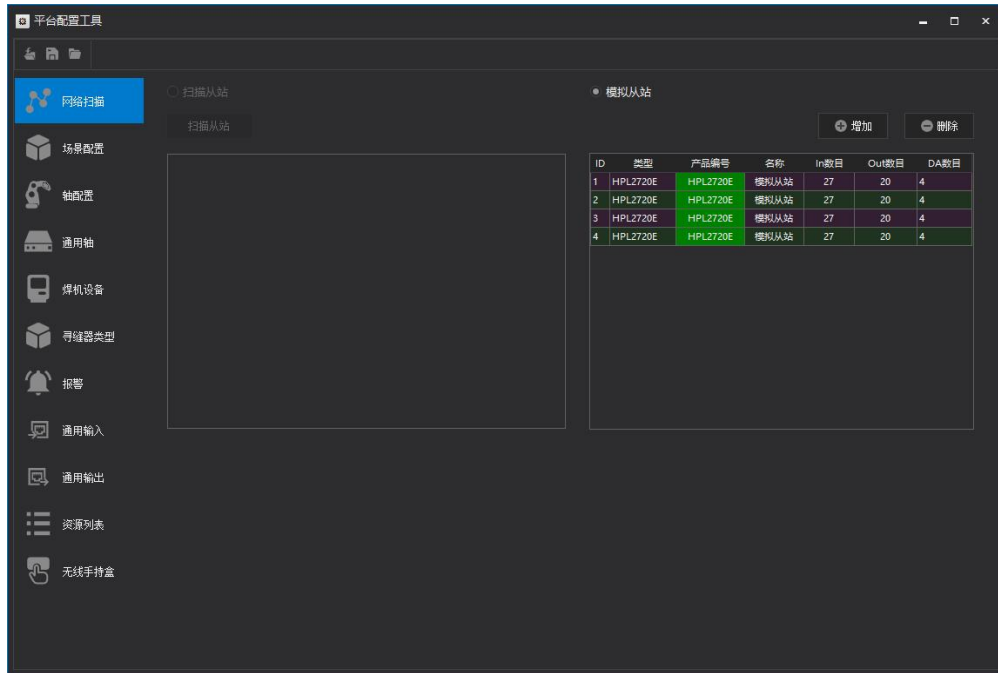 平台配置工具
网络扫描
场景配置
轴配置
通用轴
焊机设备
寻缝器类型
报警
通用输入
通用输出
资源列表
无线手持盒
扫描从站
扫描从站
模拟从站
增加 删除
ID 类型 产品编号 名称 In数目 Out数目 DA数目
1 HPL2720E HPL2720E 模拟从站 27 20 4
2 HPL2720E HPL2720E 模拟从站 27 20 4
3 HPL2720E HPL2720E 模拟从站 27 20 4
4 HPL2720E HPL2720E 模拟从站 27 20 4